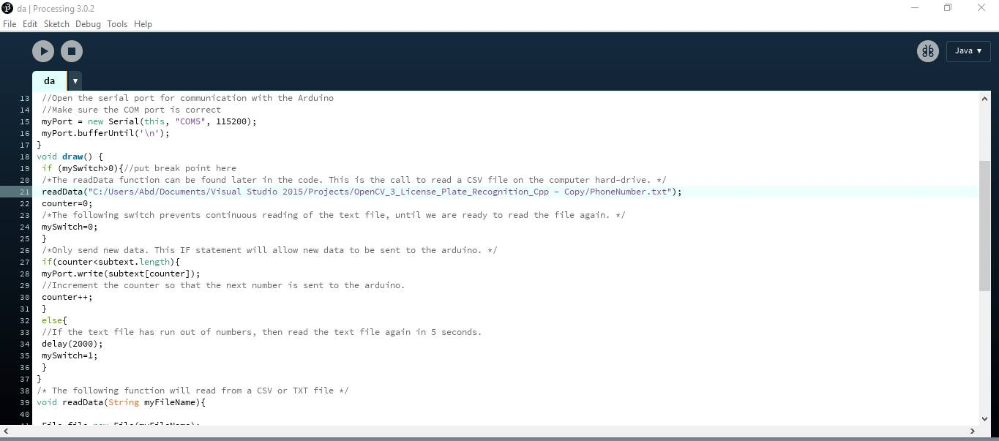 da | Processing 3.0.2
File Edit Sketch Debug Tools Help
Java ▼
da ▼
13 //Open the serial port for communication with the Arduino
14 //Make sure the COM port is correct
15 myPort = new Serial(this, "COM5", 115200);
16 myPort.bufferUntil('\n');
17 }
18 void draw() {
19 if (mySwitch>0){//put break point here
20 /*The readData function can be found later in the code. This is the call to read a CSV file on the computer hard-drive. */
21 readData("C:/Users/Abd/Documents/Visual Studio 2015/Projects/OpenCV_3_License_Plate_Recognition_Cpp - Copy/PhoneNumber.txt");
22 counter=0;
23 /*The following switch prevents continuous reading of the text file, until we are ready to read the file again. */
24 mySwitch=0;
25 }
26 /*Only send new data. This IF statement will allow new data to be sent to the arduino. */
27 if(counter<subtext.length){
28 myPort.write(subtext[counter]);
29 //Increment the counter so that the next number is sent to the arduino.
30 counter++;
31 }
32 else{
33 //If the text file has run out of numbers, then read the text file again in 5 seconds.
34 delay(2000);
35 mySwitch=1;
36 }
37 }
38 /* The following function will read from a CSV or TXT file */
39 void readData(String myFileName){
40